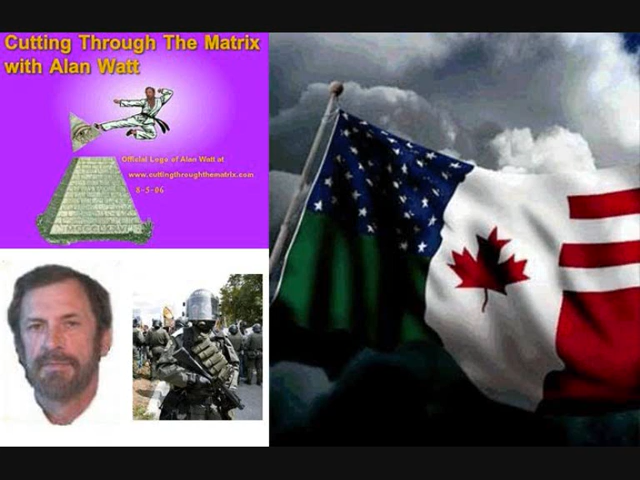 Cutting Through The Matrix
with Alan Watt
Official Logo of Alan Watt at
www.cuttingthroughthematrix.com
8-5-06